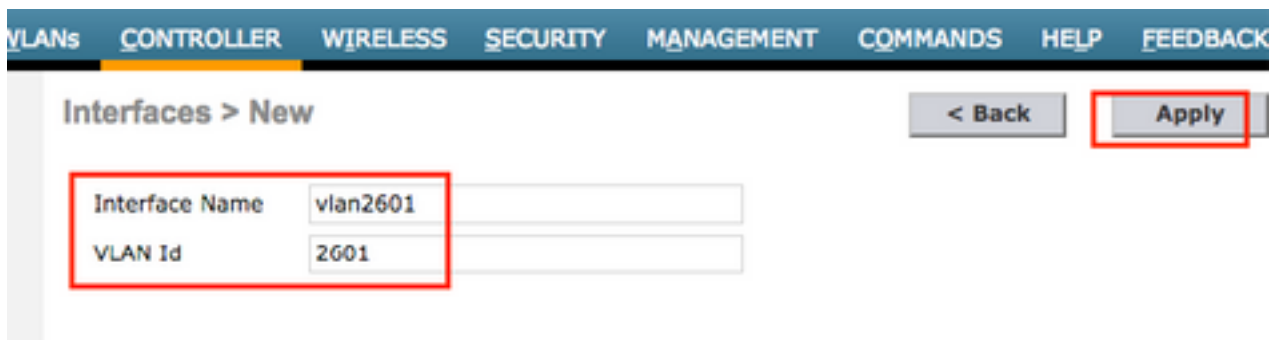 WLANs CONTROLLER WIRELESS SECURITY MANAGEMENT COMMANDS HELP FEEDBACK
Interfaces > New
< Back
Apply
Interface Name vlan2601
VLAN Id 2601